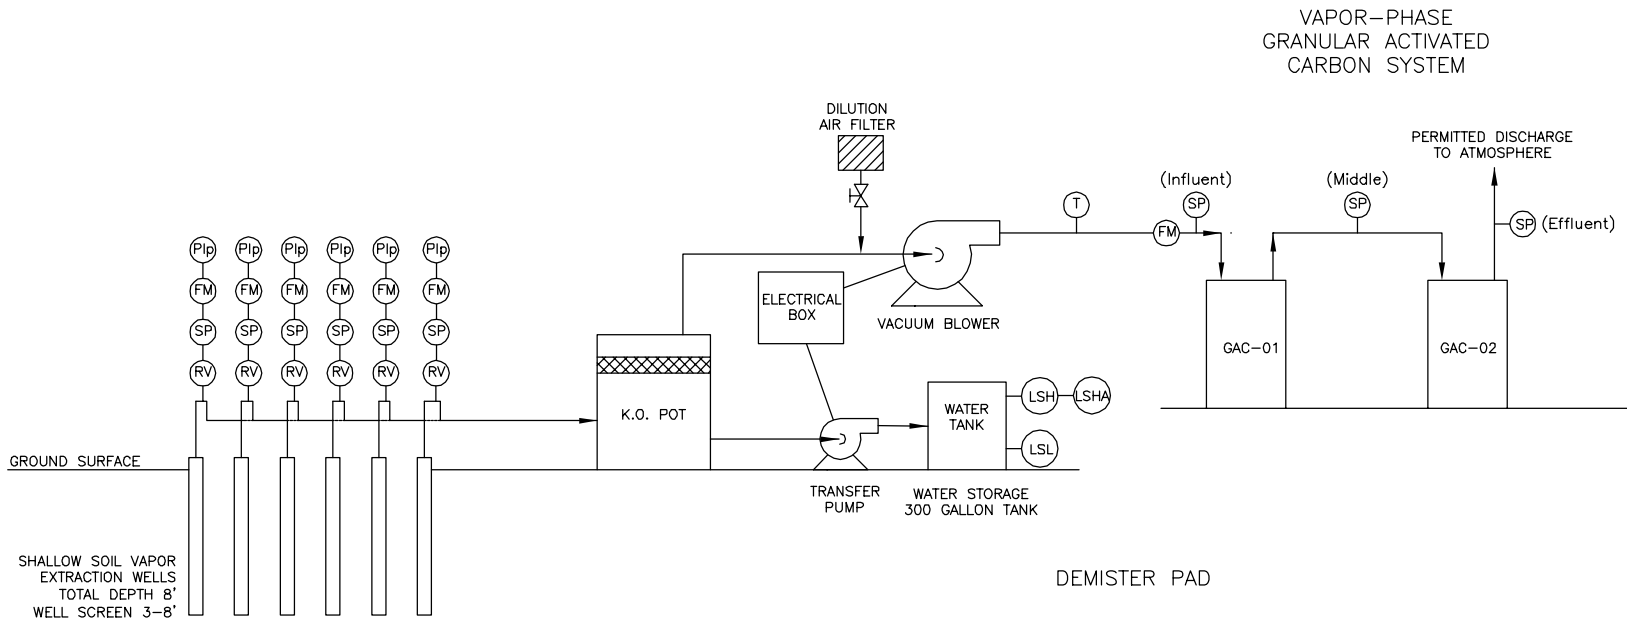 VAPOR-PHASE
GRANULAR ACTIVATED
CARBON SYSTEM
DILUTION
AIR FILTER
PERMITTED DISCHARGE
TO ATMOSPHERE
(Influent)
(Middle)
T
SP
SP
FM
SP (Effluent)
PIp PIp PIp PIp PIp PIp
FM FM FM FM FM FM
SP SP SP SP SP SP
RV RV RV RV RV RV
ELECTRICAL
BOX
VACUUM BLOWER
GAC-01
GAC-02
K.O. POT
WATER
TANK
LSH
LSHA
LSL
GROUND SURFACE
TRANSFER
PUMP
WATER STORAGE
300 GALLON TANK
SHALLOW SOIL VAPOR
EXTRACTION WELLS
TOTAL DEPTH 8'
WELL SCREEN 3-8'
DEMISTER PAD